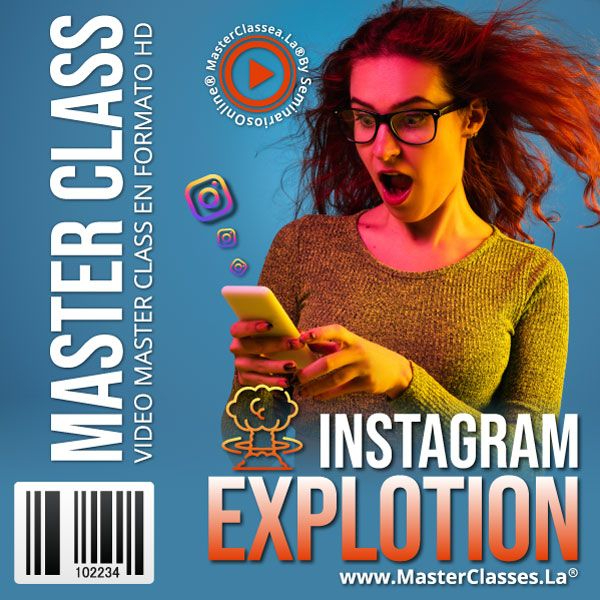 MASTER CLASS
VIDEO MASTER CLASS EN FORMATO HD
MasterClassea.La® By SeminariosOnline®
INSTAGRAM
EXPLOTION
www.MasterClasses.La®
102234